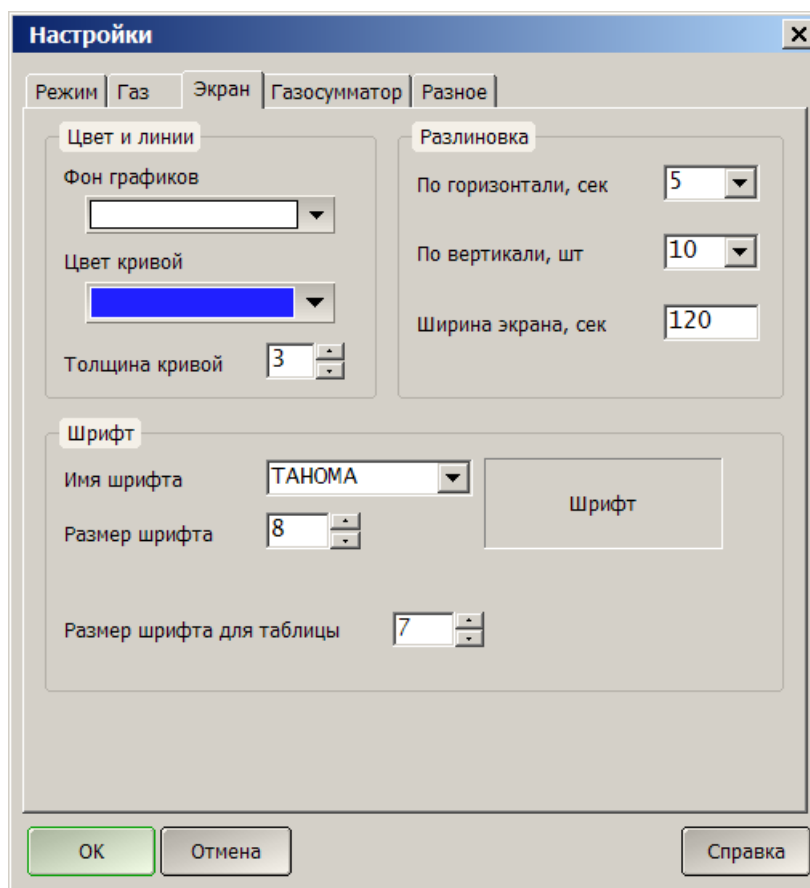 Настройки
Режим Газ Экран Газосумматор Разное
Цвет и линии
Фон графиков
Цвет кривой
Толщина кривой 3
Разлиновка
По горизонтали, сек 5
По вертикали, шт 10
Ширина экрана, сек 120
Шрифт
Имя шрифта TAHOMA
Шрифт
Размер шрифта 8
Размер шрифта для таблицы 7
OK Отмена Справка